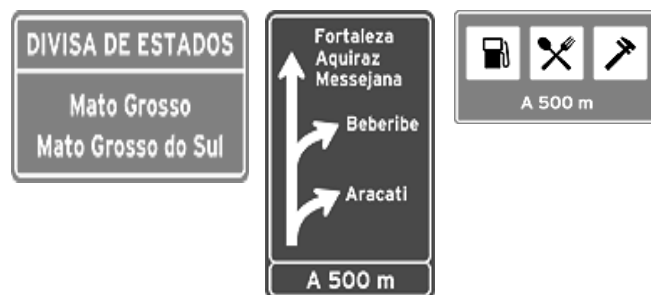 DIVISA DE ESTADOS
Mato Grosso
Mato Grosso do Sul
Fortaleza
Aquiraz
Messejana
Beberibe
Aracati
A 500 m
A 500 m